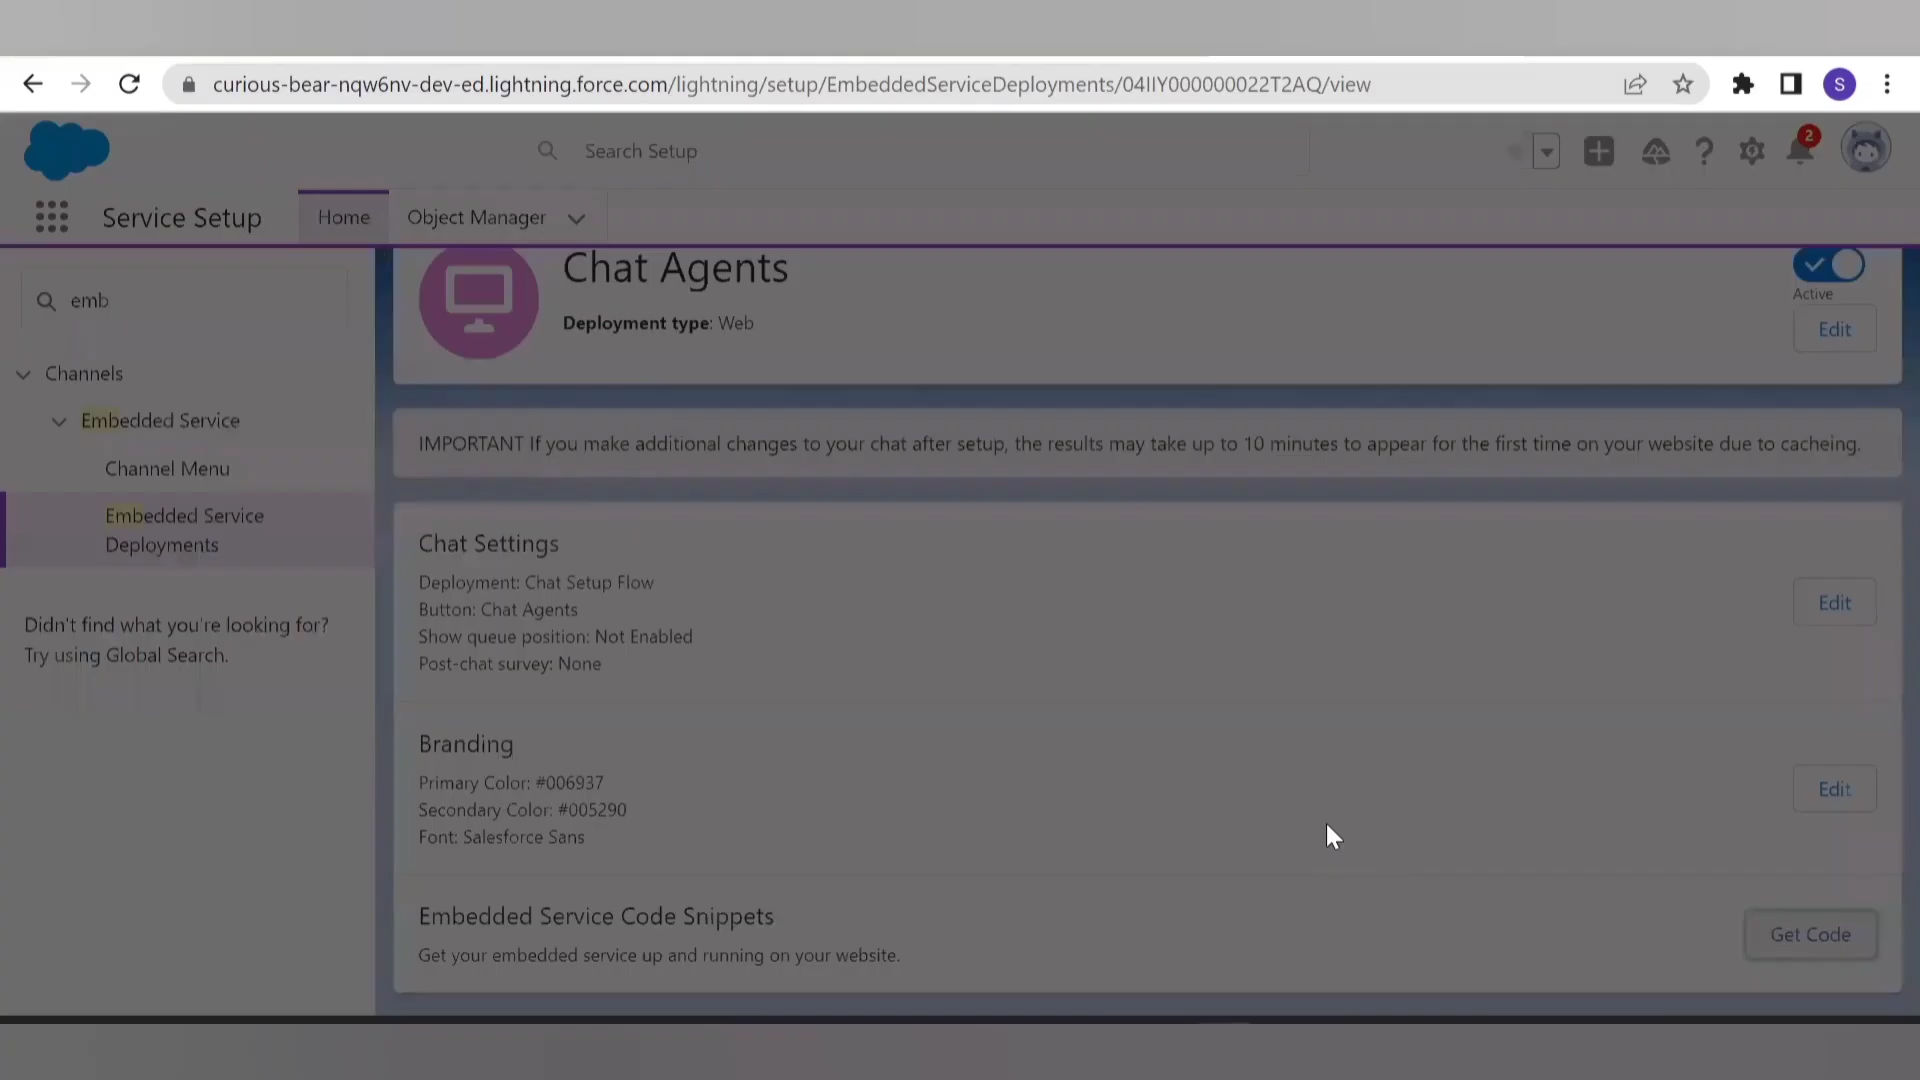 curious-bear-nqw6nv-dev-ed.lightning.force.com/lightning/setup/EmbeddedServiceDeployments/04IIY000000022T2AQ/view
S
Search Setup
2
Service Setup
Home
Object Manager
emb
Channels
Embedded Service
Channel Menu
Embedded Service
Deployments
Didn't find what you're looking for?
Try using Global Search.
Chat Agents
Deployment type: Web
Active
Edit
IMPORTANT If you make additional changes to your chat after setup, the results may take up to 10 minutes to appear for the first time on your website due to cacheing.
Chat Settings
Deployment: Chat Setup Flow
Button: Chat Agents
Show queue position: Not Enabled
Post-chat survey: None
Edit
Branding
Primary Color: #006937
Secondary Color: #005290
Font: Salesforce Sans
Edit
Embedded Service Code Snippets
Get your embedded service up and running on your website.
Get Code